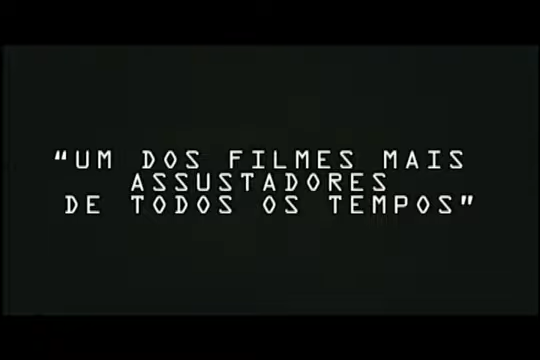 “UM DOS FILMES MAIS
ASSUSTADORES
DE TODOS OS TEMPOS”